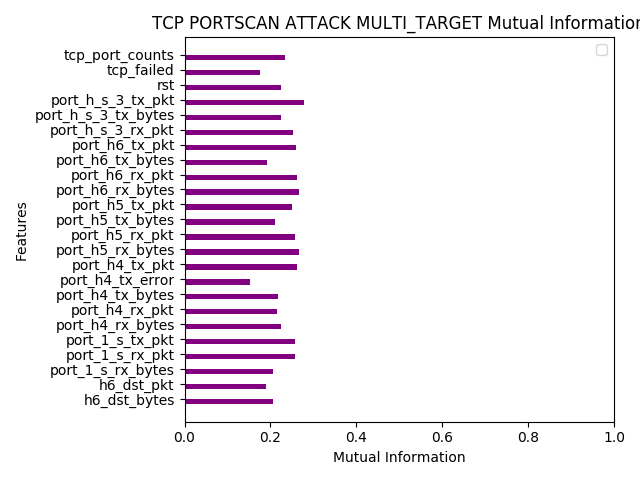 TCP PORTSCAN ATTACK MULTI_TARGET Mutual Information
tcp_port_counts
tcp_failed
rst
port_h_s_3_tx_pkt
port_h_s_3_tx_bytes
port_h_s_3_rx_pkt
port_h6_tx_pkt
port_h6_tx_bytes
port_h6_rx_pkt
port_h6_rx_bytes
port_h5_tx_pkt
port_h5_tx_bytes
port_h5_rx_pkt
port_h5_rx_bytes
port_h4_tx_pkt
port_h4_tx_error
port_h4_tx_bytes
port_h4_rx_pkt
port_h4_rx_bytes
port_1_s_tx_pkt
port_1_s_rx_pkt
port_1_s_rx_bytes
h6_dst_pkt
h6_dst_bytes
Features
0.0 0.2 0.4 0.6 0.8 1.0
Mutual Information